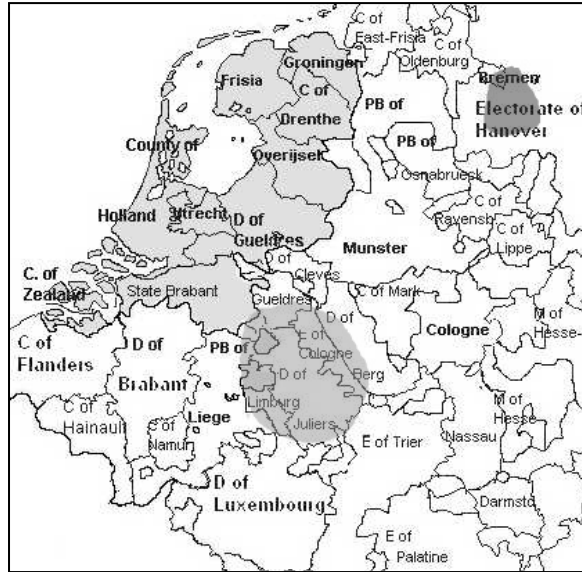 C of
East-Frisia
C of
Oldenburg
Groningen
Frisia
C of
Drenthe
Bremen
PB of
Electorate of
Hanover
PB of
County of
Overijsel
Osnabrueck
Holland
Utrecht
D of
Gueldres
C of
Ravensb
C of
Lippe
Munster
D of
Cleves
C. of
Zealand
State Brabant
Gueldres
C of Mark
D of
Cologne
M of
Hesse-
C of
Flanders
D of
Brabant
PB of
Liege
E of
Cologne
D of
Berg
Limburg
Juliers
C of
Hainault
C of
Namur
E of Trier
Nassau
M of
Hesse
D of
Luxembourg
Darmsto
E of
Palatine